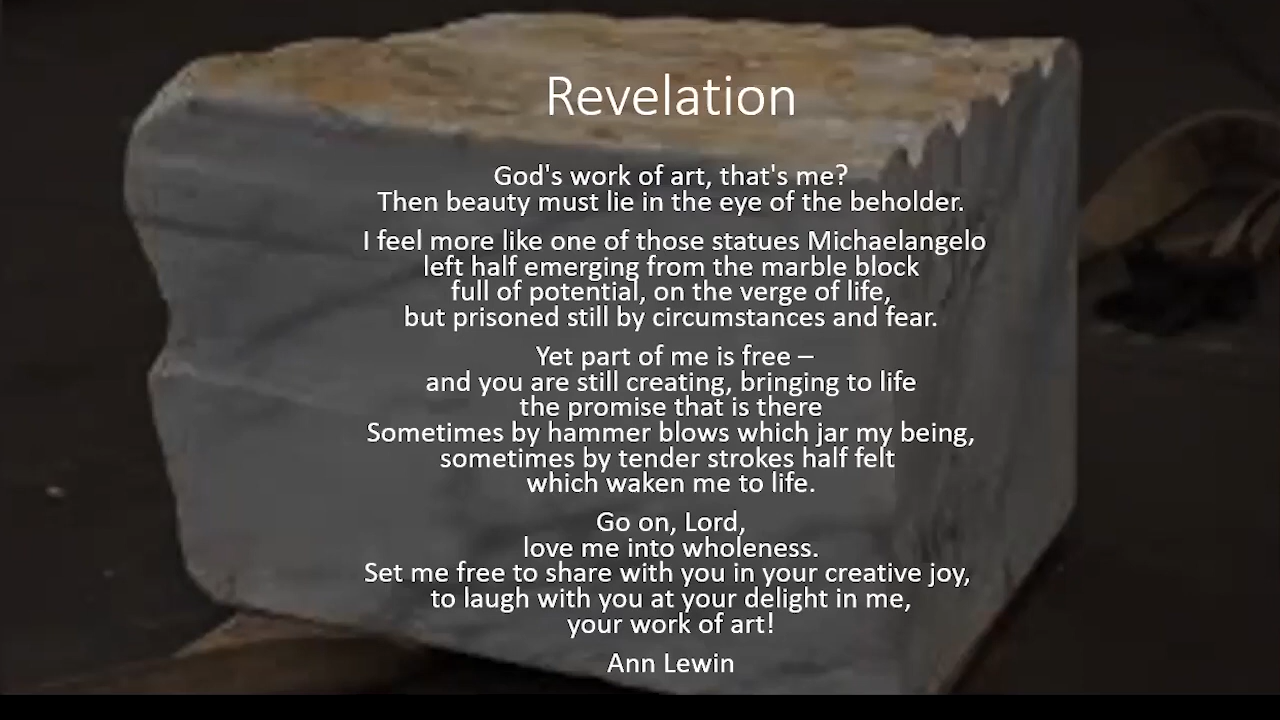 Revelation
God's work of art, that's me?
Then beauty must lie in the eye of the beholder.
I feel more like one of those statues Michaelangelo
left half emerging from the marble block
full of potential, on the verge of life,
but prisoned still by circumstances and fear.
Yet part of me is free –
and you are still creating, bringing to life
the promise that is there
Sometimes by hammer blows which jar my being,
sometimes by tender strokes half felt
which waken me to life.
Go on, Lord,
love me into wholeness.
Set me free to share with you in your creative joy,
to laugh with you at your delight in me,
your work of art!
Ann Lewin